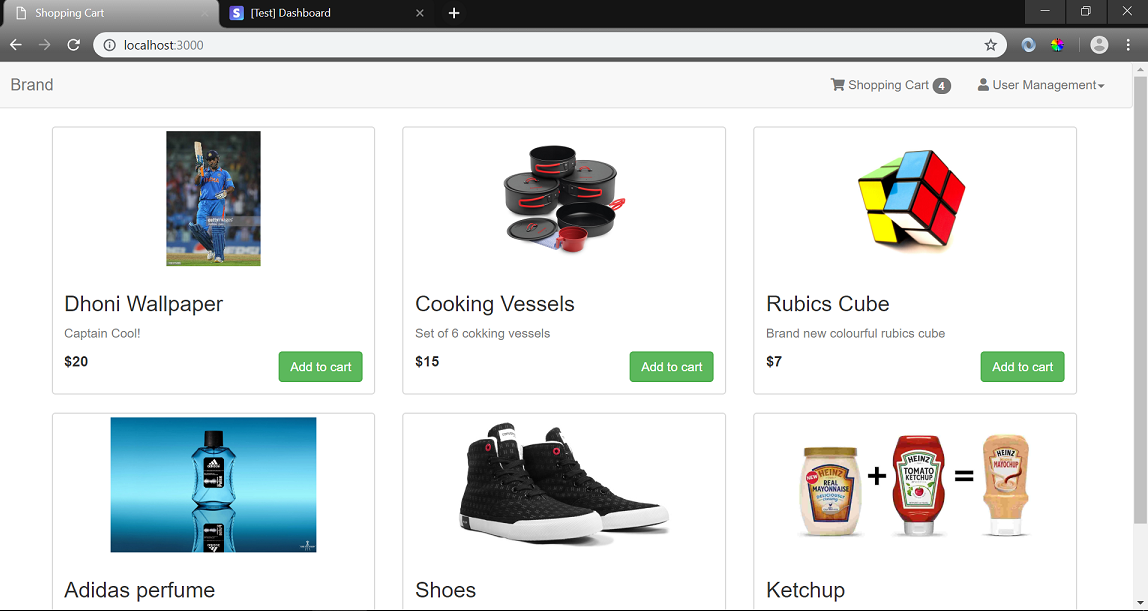 Shopping Cart
[Test] Dashboard
localhost:3000
Brand
Shopping Cart 4
User Management
Dhoni Wallpaper
Captain Cool!
$20
Add to cart
Cooking Vessels
Set of 6 cokking vessels
$15
Add to cart
Rubics Cube
Brand new colourful rubics cube
$7
Add to cart
adidas
Adidas perfume
Shoes
NEW
HEINZ
REAL
MAYONNAISE
+
HEINZ
TOMATO
KETCHUP
=
HEINZ
MAYOCHUP
Ketchup